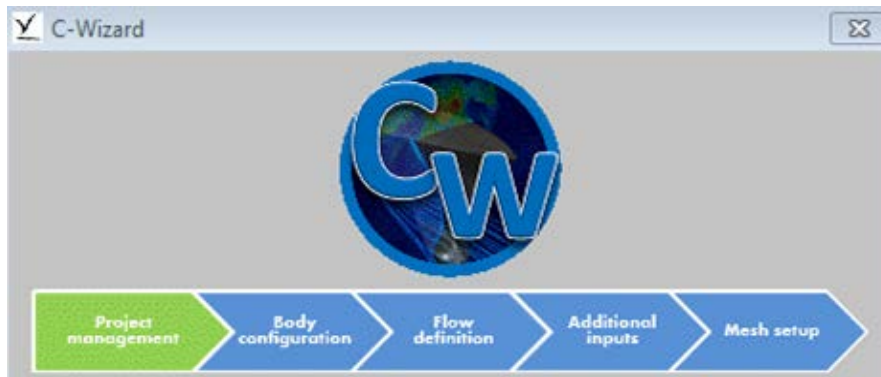 C-Wizard
CW
Project
management
Body
configuration
Flow
definition
Additional
inputs
Mesh setup